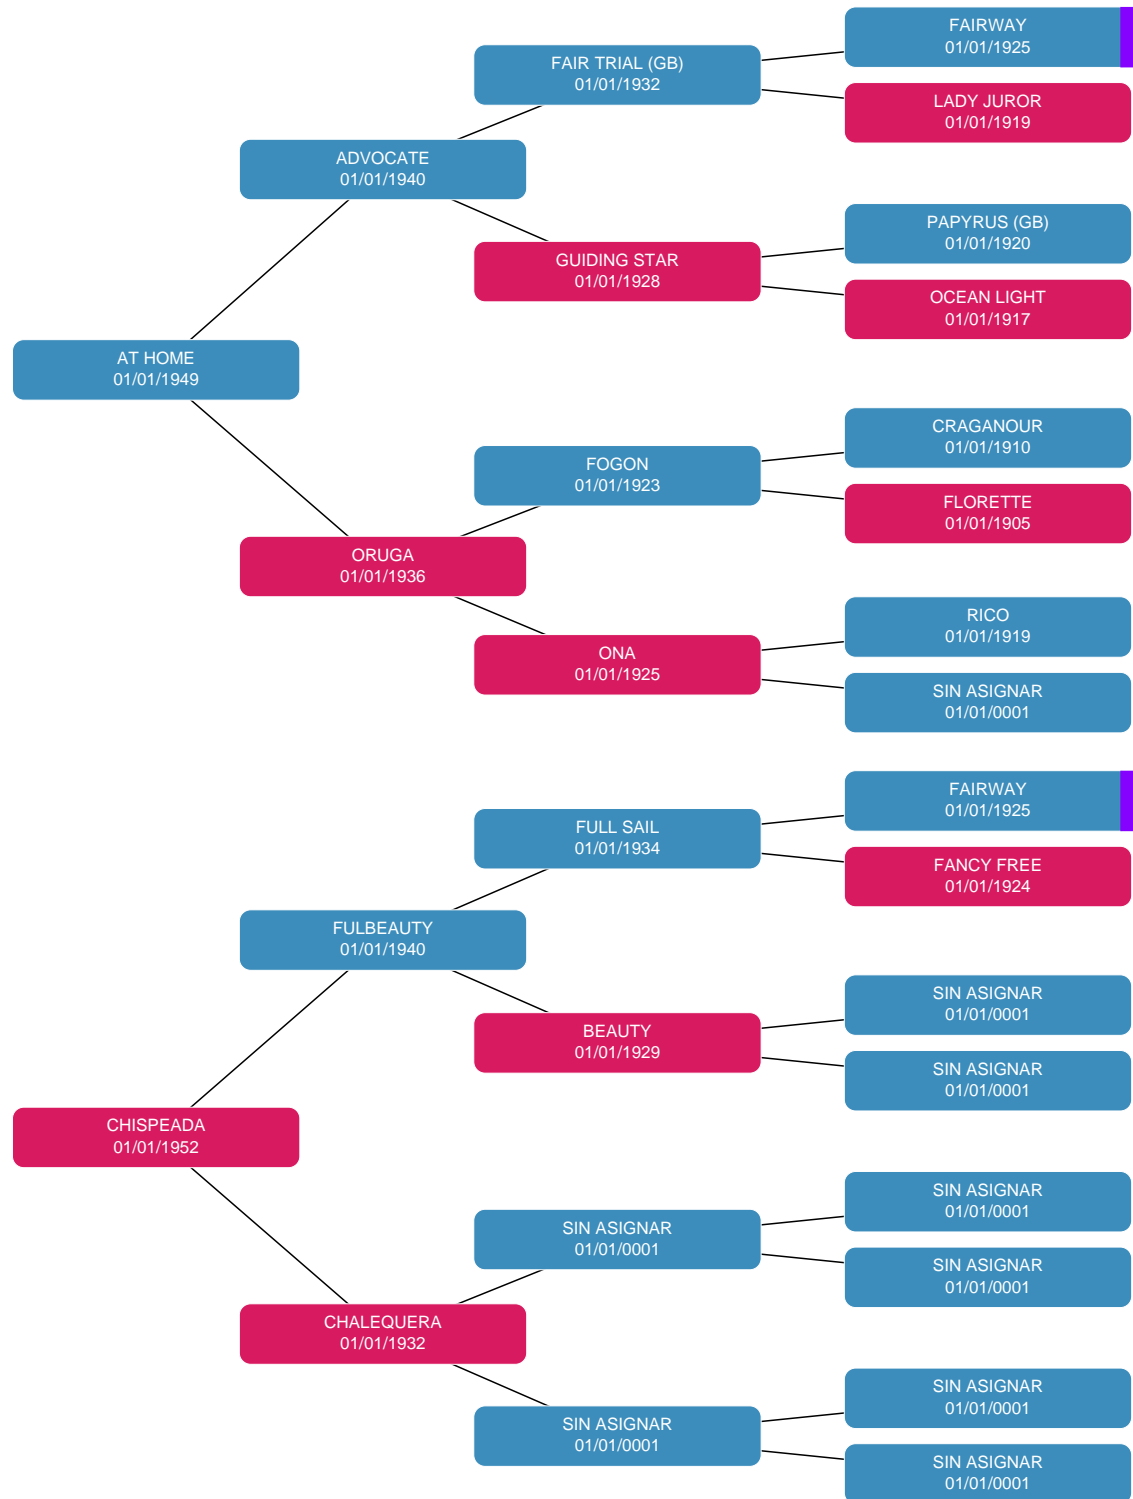 FAIRWAY
01/01/1925
FAIR TRIAL (GB)
01/01/1932
LADY JUROR
01/01/1919
ADVOCATE
01/01/1940
PAPYRUS (GB)
01/01/1920
GUIDING STAR
01/01/1928
OCEAN LIGHT
01/01/1917
AT HOME
01/01/1949
CRAGANOUR
01/01/1910
FOGON
01/01/1923
FLORETTE
01/01/1905
ORUGA
01/01/1936
RICO
01/01/1919
ONA
01/01/1925
SIN ASIGNAR
01/01/0001
FAIRWAY
01/01/1925
FULL SAIL
01/01/1934
FANCY FREE
01/01/1924
FULBEAUTY
01/01/1940
SIN ASIGNAR
01/01/0001
BEAUTY
01/01/1929
SIN ASIGNAR
01/01/0001
CHISPEADA
01/01/1952
SIN ASIGNAR
01/01/0001
SIN ASIGNAR
01/01/0001
SIN ASIGNAR
01/01/0001
CHALEQUERA
01/01/1932
SIN ASIGNAR
01/01/0001
SIN ASIGNAR
01/01/0001
SIN ASIGNAR
01/01/0001